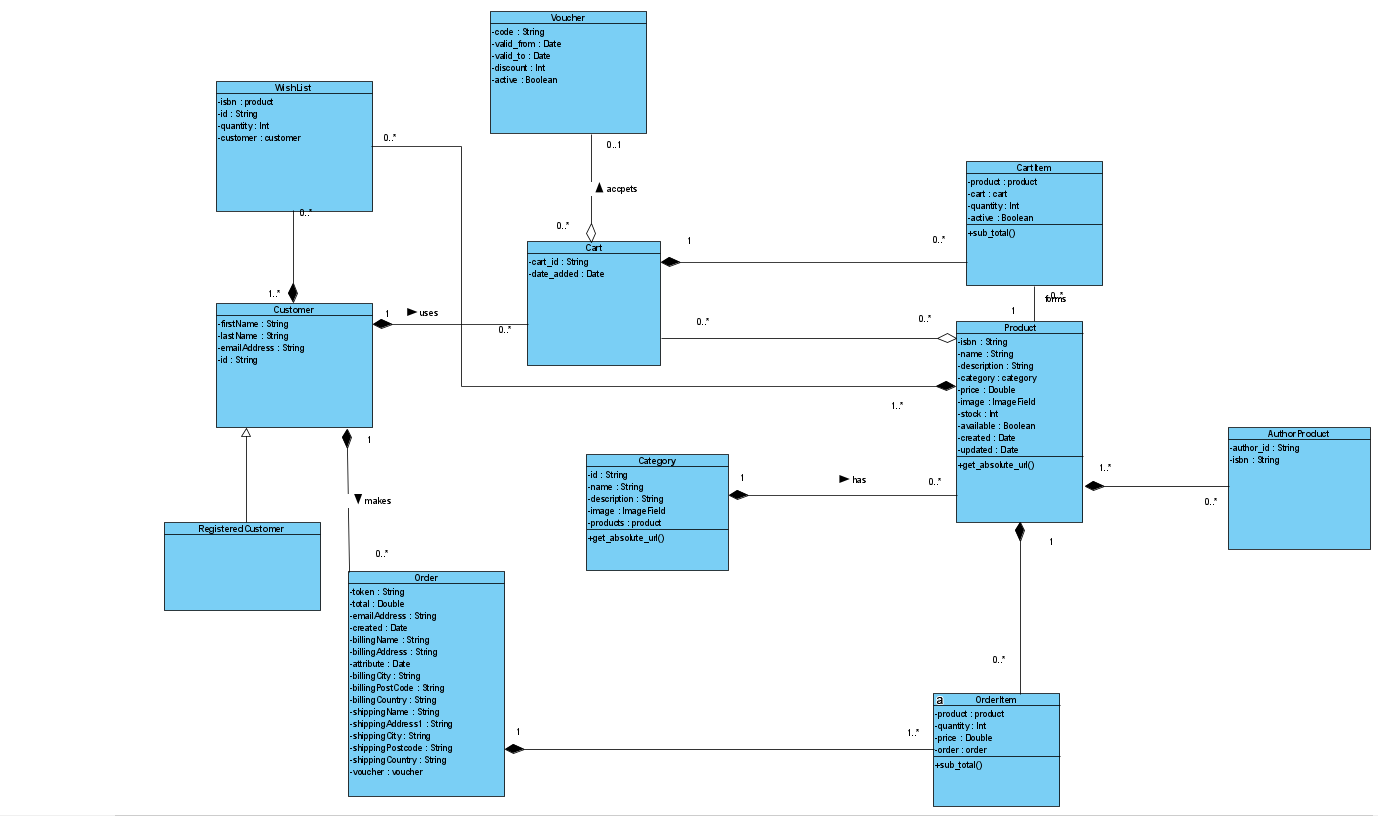 Voucher
-code : String
-valid_from : Date
-valid_to : Date
-discount : Int
-active : Boolean
WishList
-isbn : product
-id : String
-quantity : Int
-customer : customer
0..*
0..1
accpets
0..*
0..*
CartItem
-product : product
-cart : cart
-quantity : Int
-active : Boolean
+sub_total()
Cart
-cart_id : String
-date_added : Date
1
0..*
1..*
Customer
-firstName : String
-lastName : String
-emailAddress : String
-id : String
1
uses
0..*
0..*
0..*
0..*
forms
1
Product
-isbn : String
-name : String
-description : String
-category : category
-price : Double
-image : ImageField
-stock : Int
-available : Boolean
-created : Date
-updated : Date
+get_absolute_url()
1..*
AuthorProduct
-author_id : String
-isbn : String
1..*
0..*
1
makes
0..*
Category
-id : String
-name : String
-description : String
-image : ImageField
-products : product
+get_absolute_url()
1
has
0..*
RegisteredCustomer
1
0..*
Order
-token : String
-total : Double
-emailAddress : String
-created : Date
-billingName : String
-billingAddress : String
-attribute : Date
-billingCity : String
-billingPostCode : String
-billingCountry : String
-shippingName : String
-shippingAddress1 : String
-shippingCity : String
-shippingPostcode : String
-shippingCountry : String
-voucher : voucher
1
1..*
a
OrderItem
-product : product
-quantity : Int
-price : Double
-order : order
+sub_total()